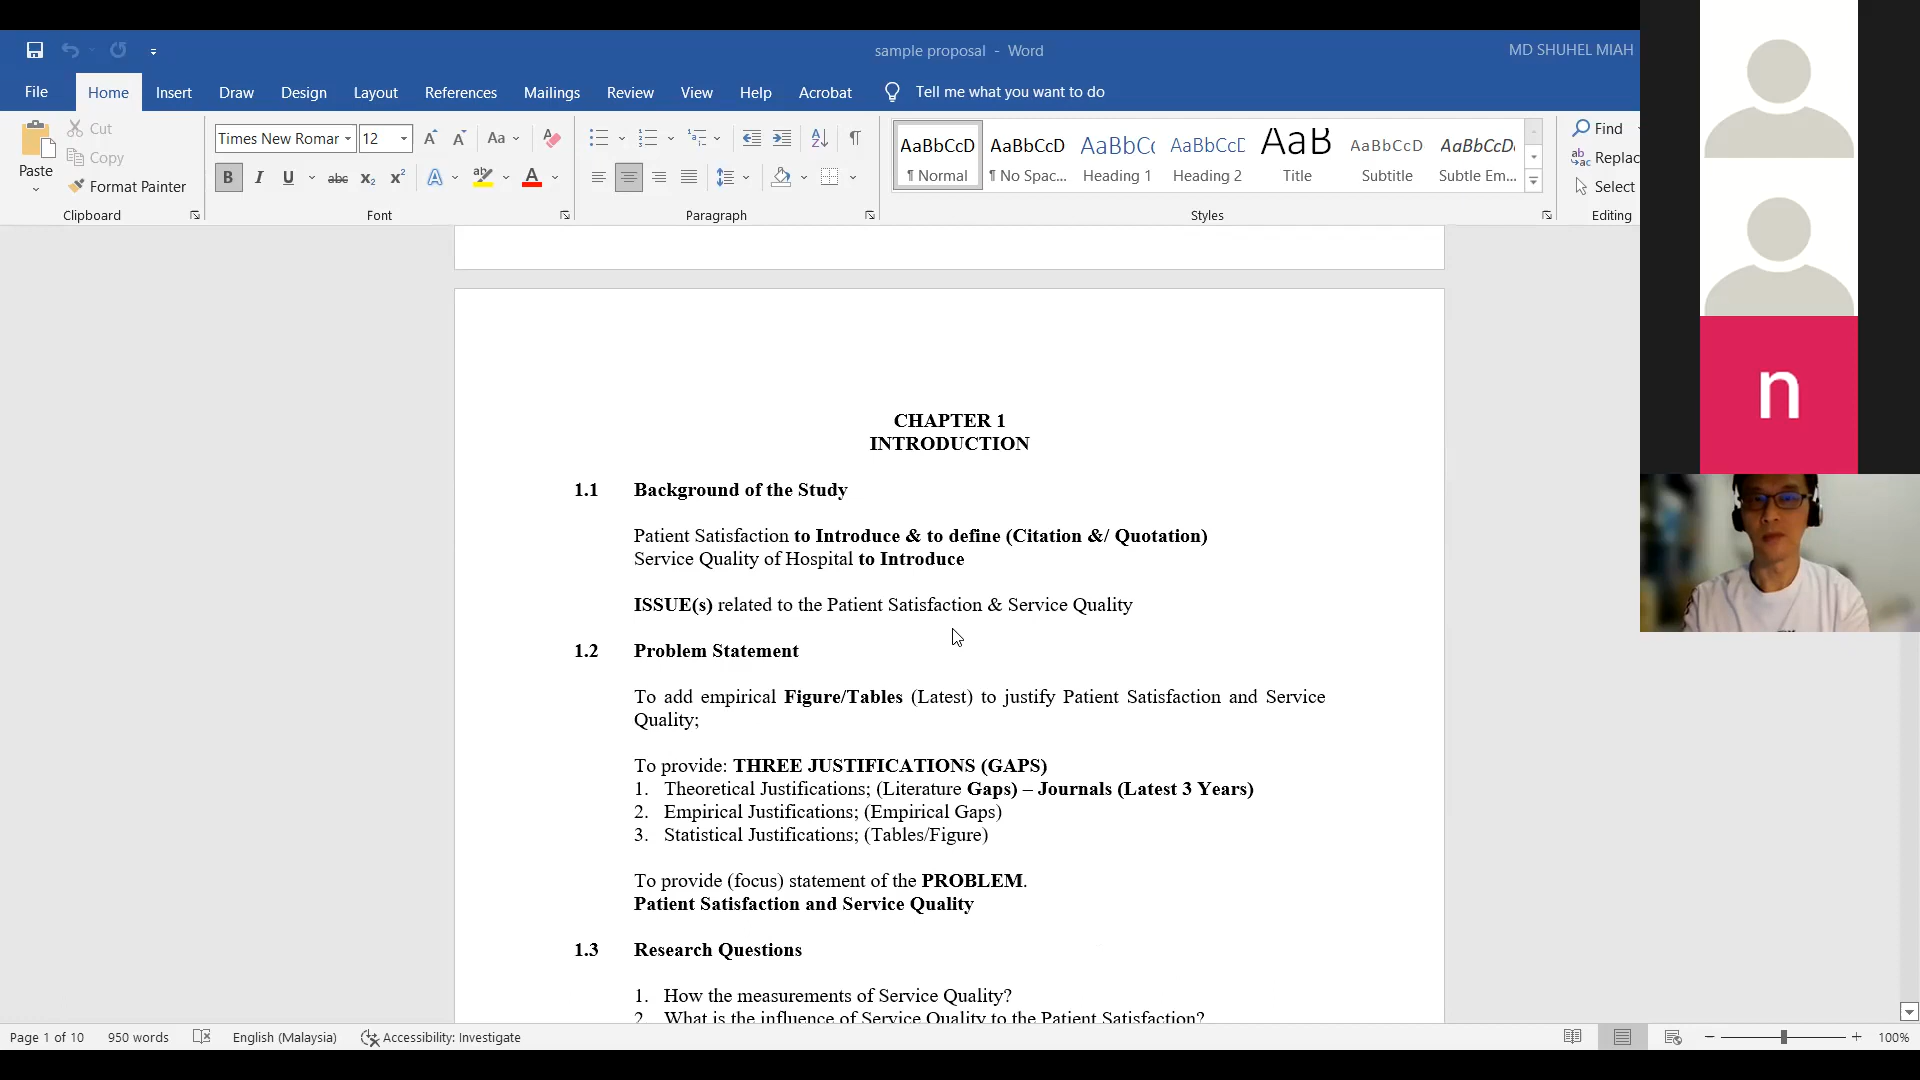 sample proposal - Word
MD SHUHEL MIAH
File Home Insert Draw Design Layout References Mailings Review View Help Acrobat Tell me what you want to do
Paste
Cut
Copy
Format Painter
Clipboard
Times New Romar 12
Aa
B I U abc x₂ x² A ab A
Font
Paragraph
AaBbCcD AaBbCcD AaBbCc AaBbCcD AaB AaBbCcD AaBbCcD
¶ Normal ¶ No Spac... Heading 1 Heading 2 Title Subtitle Subtle Em...
Styles
Find
Replac
Select
Editing
n
CHAPTER 1
INTRODUCTION
1.1 Background of the Study
Patient Satisfaction to Introduce & to define (Citation &/ Quotation)
Service Quality of Hospital to Introduce
ISSUE(s) related to the Patient Satisfaction & Service Quality
1.2 Problem Statement
To add empirical Figure/Tables (Latest) to justify Patient Satisfaction and Service
Quality;
To provide: THREE JUSTIFICATIONS (GAPS)
1. Theoretical Justifications; (Literature Gaps) – Journals (Latest 3 Years)
2. Empirical Justifications; (Empirical Gaps)
3. Statistical Justifications; (Tables/Figure)
To provide (focus) statement of the PROBLEM.
Patient Satisfaction and Service Quality
1.3 Research Questions
1. How the measurements of Service Quality?
2. What is the influence of Service Quality to the Patient Satisfaction?
Page 1 of 10 950 words English (Malaysia) Accessibility: Investigate 100%